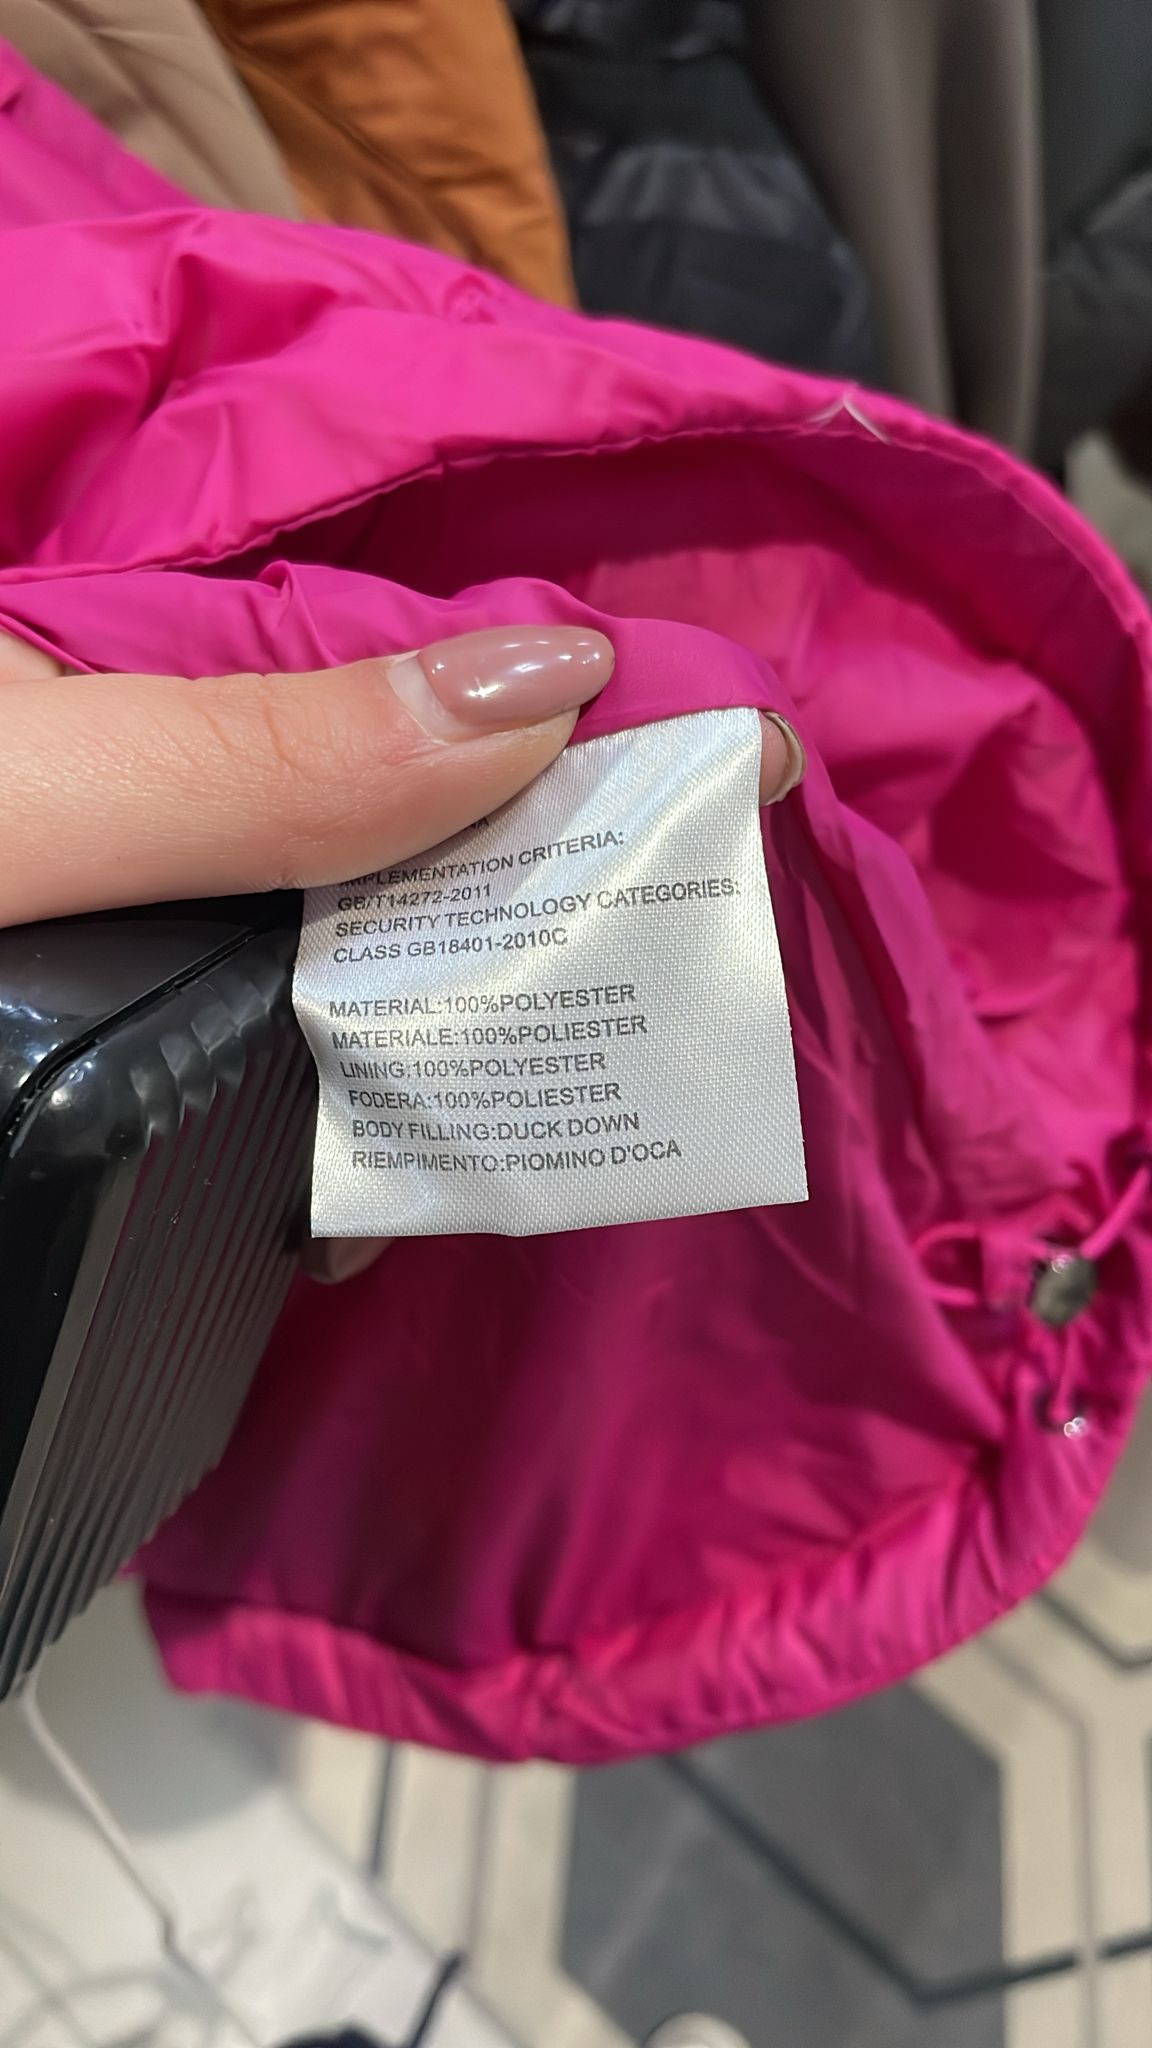 IMPLEMENTATION CRITERIA:
GB/T14272-2011
SECURITY TECHNOLOGY CATEGORIES:
CLASS GB18401-2010C
MATERIAL:100%POLYESTER
MATERIALE:100%POLIESTER
LINING:100%POLYESTER
FODERA:100%POLIESTER
BODY FILLING:DUCK DOWN
RIEMPIMENTO:PIOMINO D'OCA